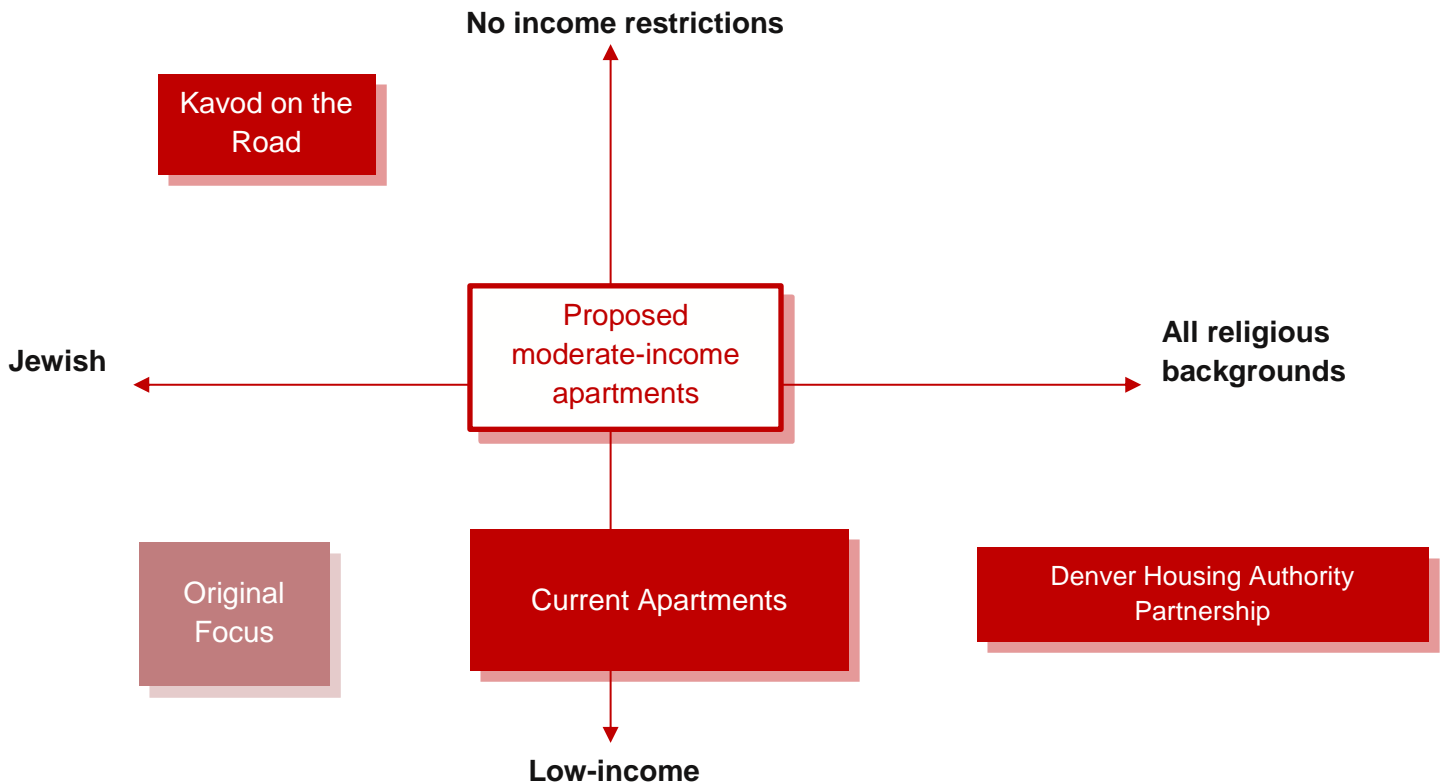 No income restrictions
Kavod on the
Road
Proposed
moderate-income
apartments
Jewish
All religious
backgrounds
Original
Focus
Current Apartments
Denver Housing Authority
Partnership
Low-income